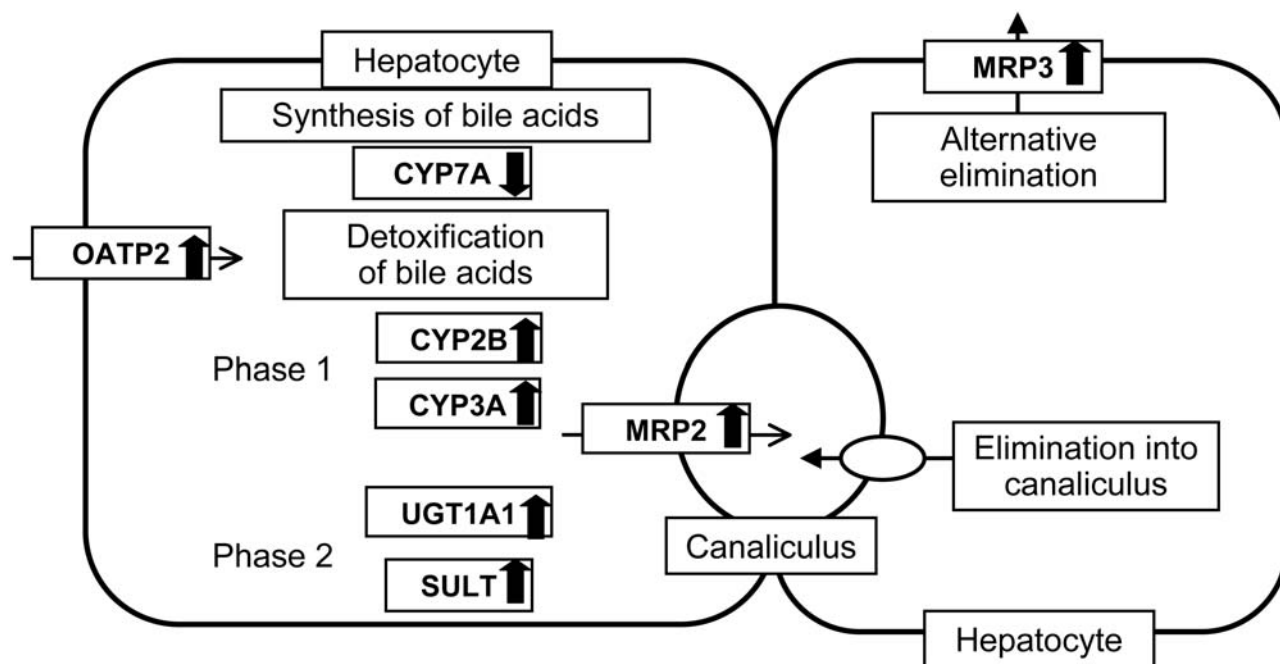 Hepatocyte
Synthesis of bile acids
CYP7A
OATP2
Detoxification
of bile acids
Phase 1
CYP2B
CYP3A
MRP2
Phase 2
UGT1A1
SULT
Canaliculus
MRP3
Alternative
elimination
Elimination into
canaliculus
Hepatocyte